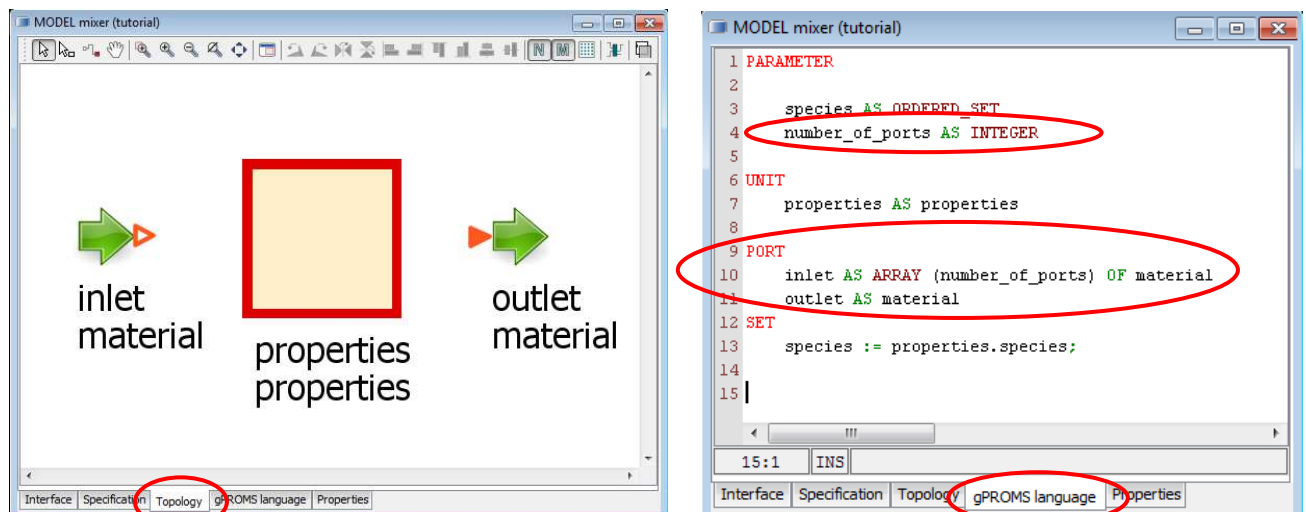 MODEL mixer (tutorial)
N M
inlet
material
properties
properties
outlet
material
Interface Specification Topology gPROMS language Properties
MODEL mixer (tutorial)
1 PARAMETER
2
3 species AS ORDERED_SET
4 number_of_ports AS INTEGER
5
6 UNIT
7 properties AS properties
8
9 PORT
10 inlet AS ARRAY (number_of_ports) OF material
11 outlet AS material
12 SET
13 species := properties.species;
14
15
15:1 INS
Interface Specification Topology gPROMS language Properties